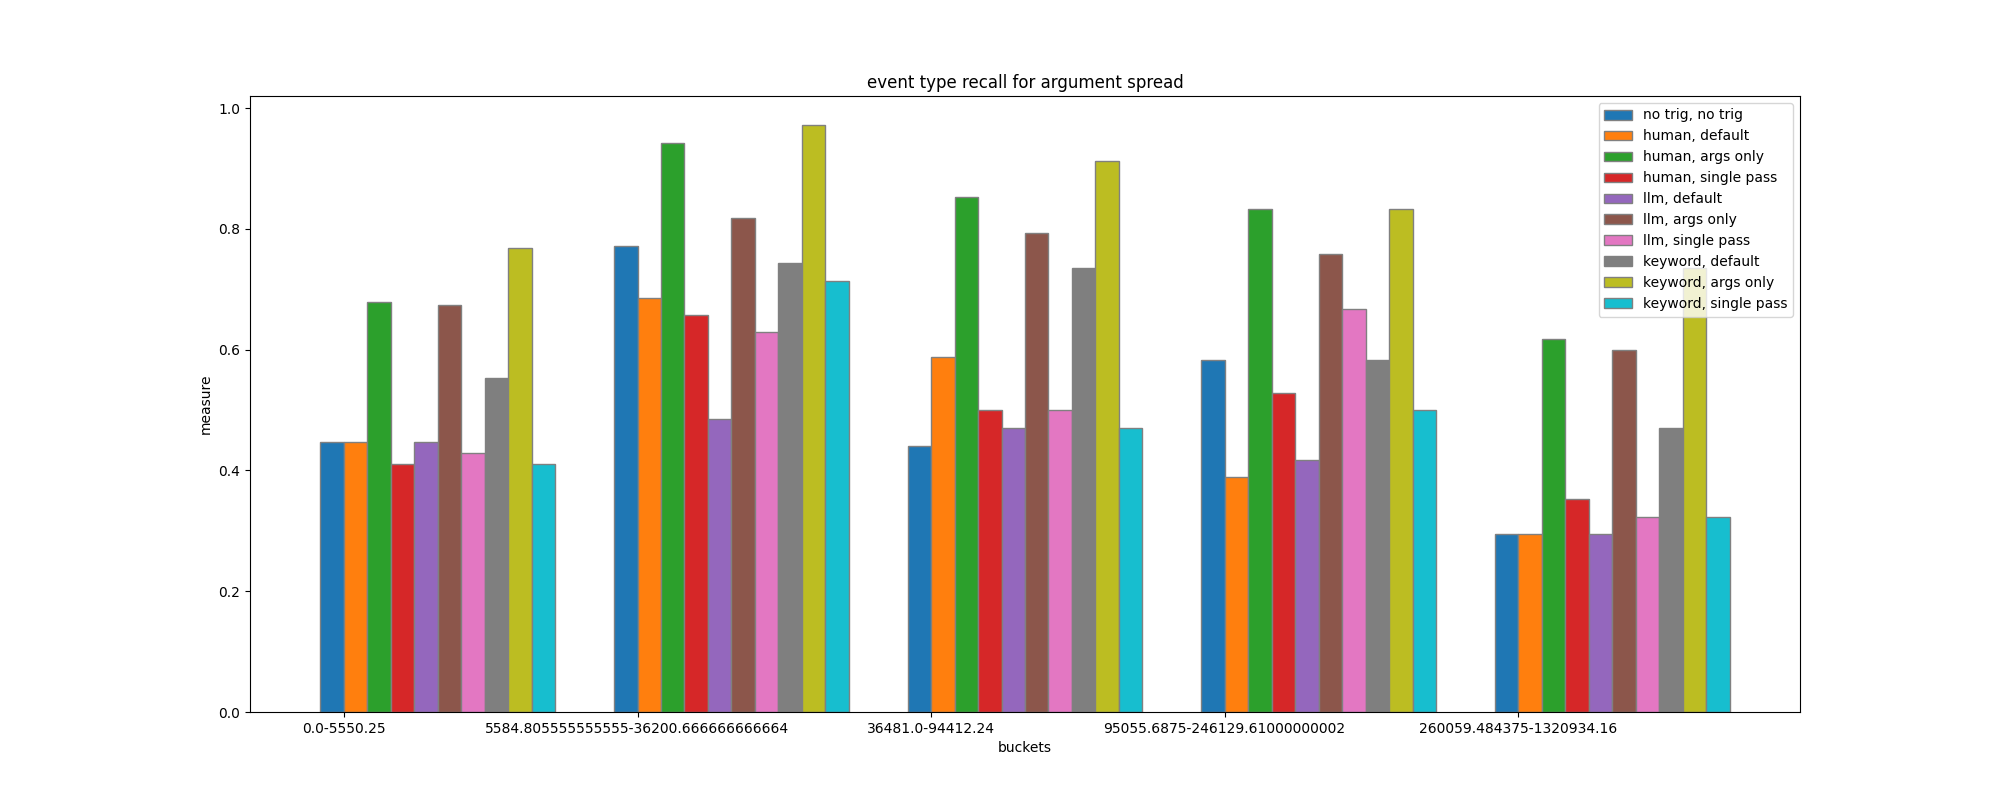 event type recall for argument spread
1.0
0.8
0.6
0.4
0.2
0.0
measure
no trig, no trig
human, default
human, args only
human, single pass
llm, default
llm, args only
llm, single pass
keyword, default
keyword, args only
keyword, single pass
0.0-5550.25
5584.805555555555-36200.666666666664
36481.0-94412.24
95055.6875-246129.61000000002
260059.484375-1320934.16
buckets